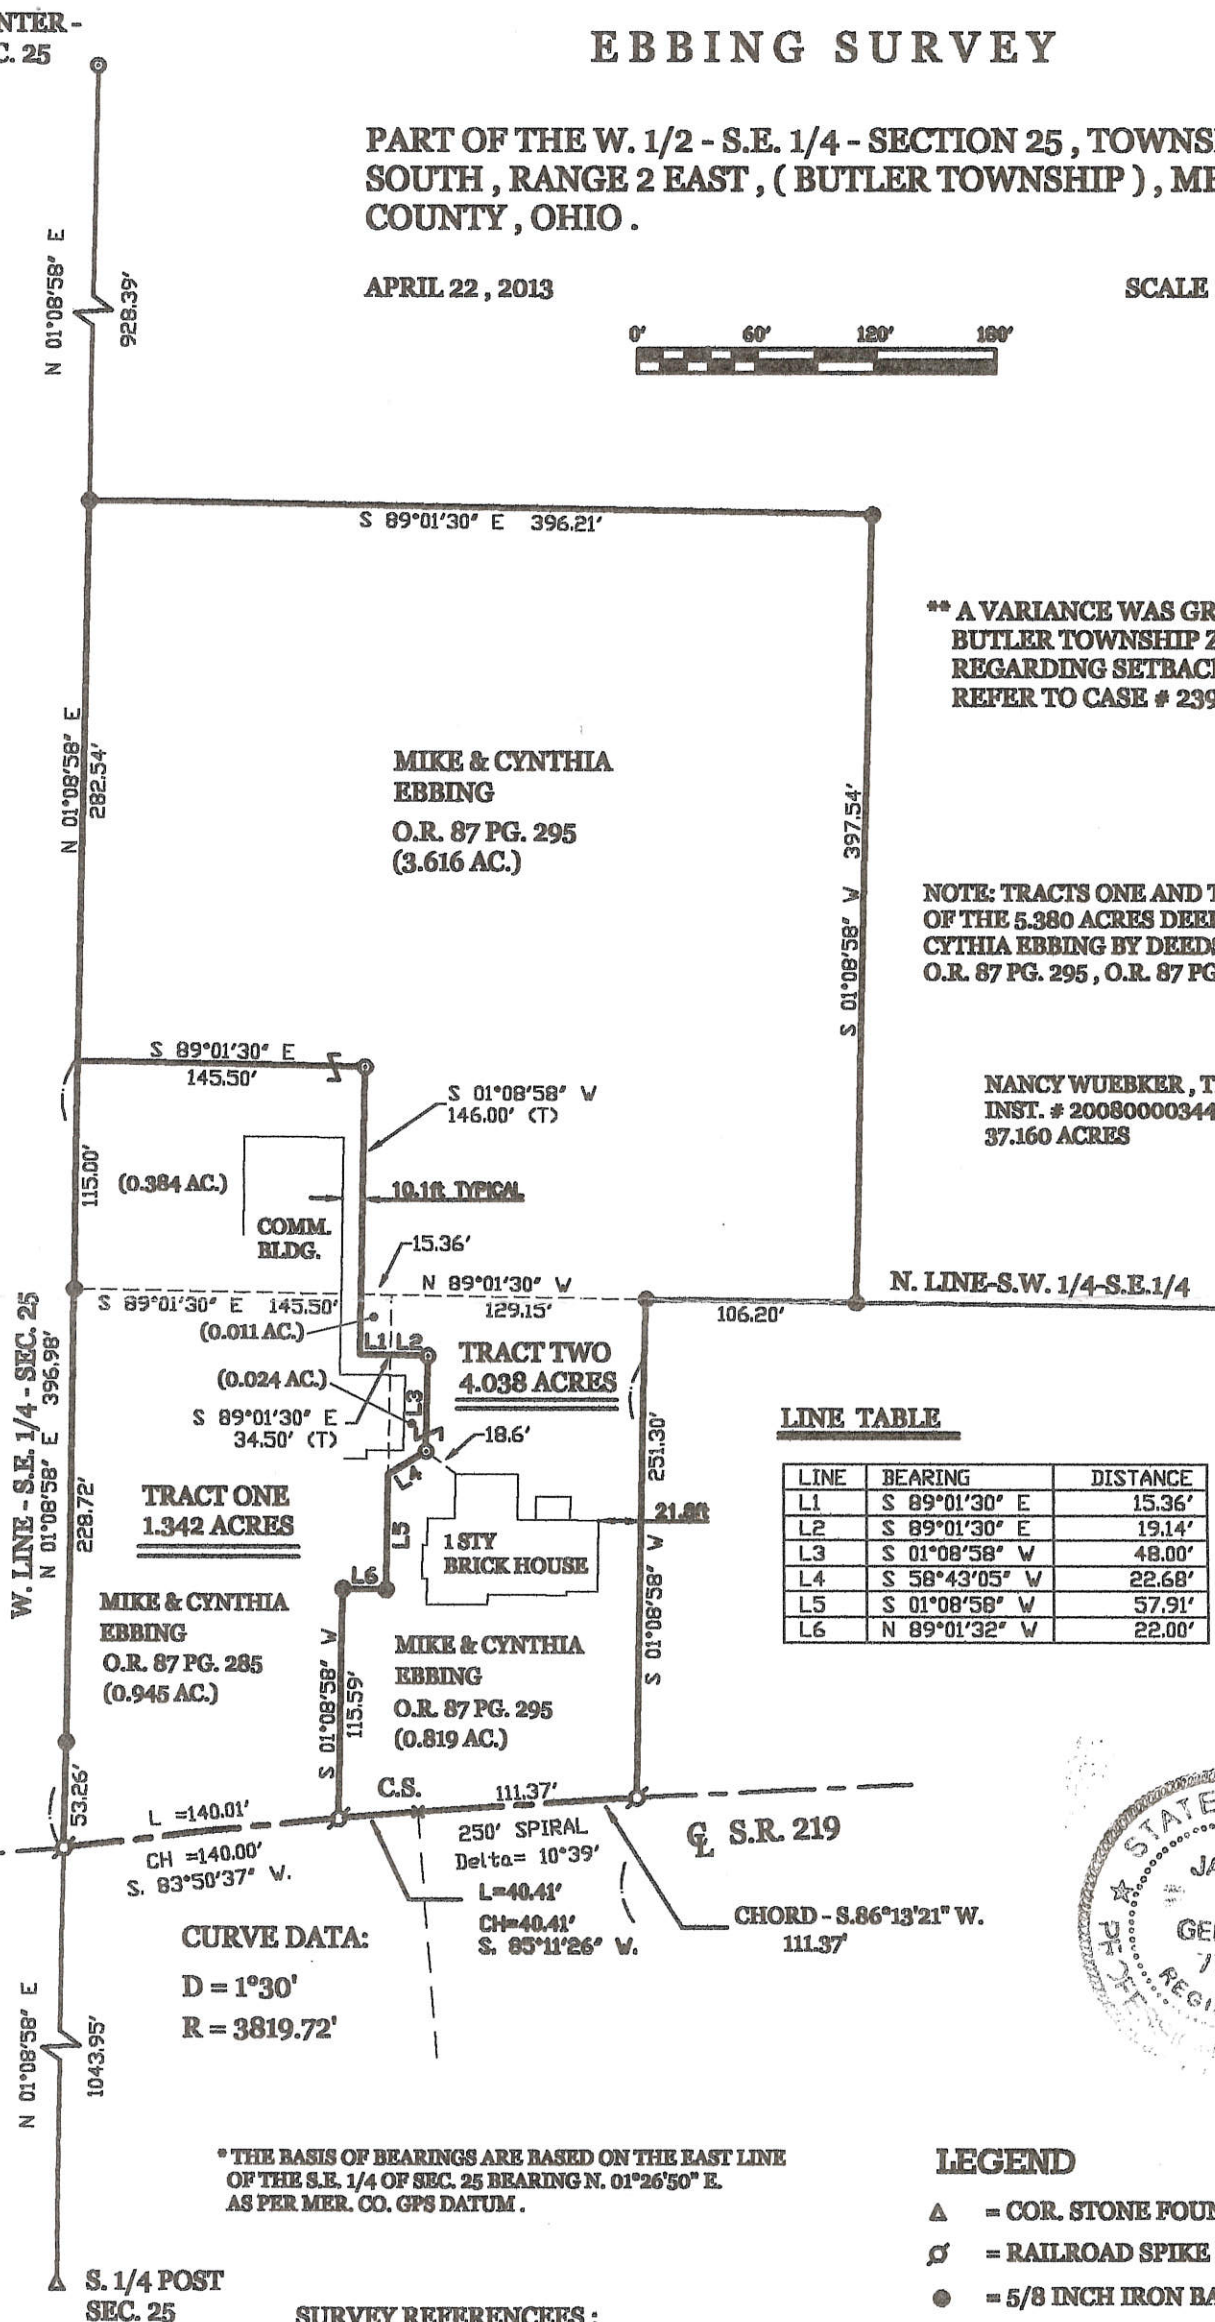 NTER -
C. 25
EBBING SURVEY
PART OF THE W. 1/2 - S.E. 1/4 - SECTION 25 , TOWNS
SOUTH , RANGE 2 EAST , ( BUTLER TOWNSHIP ) , ME
COUNTY , OHIO .
APRIL 22 , 2013
SCALE
0' 60' 120' 180'
N 01°08'58" E
928.39'
S 89°01'30" E 396.21'
** A VARIANCE WAS GR
BUTLER TOWNSHIP Z
REGARDING SETBACK
REFER TO CASE # 239
N 01°08'58" E
282.54'
MIKE & CYNTHIA
EBBING
O.R. 87 PG. 295
(3.616 AC.)
S 01°08'58" W 397.54'
NOTE: TRACTS ONE AND T
OF THE 5.380 ACRES DEE
CYTHIA EBBING BY DEEDS
O.R. 87 PG. 295 , O.R. 87 PG
S 89°01'30" E
145.50'
S 01°08'58" W
146.00' (T)
NANCY WUEBKER , T
INST. # 20080000344
37.160 ACRES
115.00'
(0.384 AC.)
10.1ft TYPICAL
COMM.
BLDG.
15.36'
N 89°01'30" W
129.15'
N. LINE-S.W. 1/4-S.E.1/4
106.20'
S 89°01'30" E 145.50'
(0.011 AC.)
L1 L2
TRACT TWO
4.038 ACRES
(0.024 AC.)
L3
S 89°01'30" E
34.50' (T)
18.6'
L4
W. LINE - S.E. 1/4 - SEC. 25
N 01°08'58" E 396.98'
228.72'
TRACT ONE
1.342 ACRES
L5
L6
1 STY
BRICK HOUSE
251.30'
21.8ft
S 01°08'58" W
LINE TABLE
LINE BEARING DISTANCE
L1 S 89°01'30" E 15.36'
L2 S 89°01'30" E 19.14'
L3 S 01°08'58" W 48.00'
L4 S 58°43'05" W 22.68'
L5 S 01°08'58" W 57.91'
L6 N 89°01'32" W 22.00'
MIKE & CYNTHIA
EBBING
O.R. 87 PG. 285
(0.945 AC.)
S 01°08'58" W
115.59'
MIKE & CYNTHIA
EBBING
O.R. 87 PG. 295
(0.819 AC.)
53.26'
L =140.01'
CH =140.00'
S. 83°50'37" W.
C.S.
111.37'
250' SPIRAL
Delta= 10°39'
℄ S.R. 219
L=40.41'
CH=40.41'
S. 85°11'26" W.
CHORD - S.86°13'21" W.
111.37'
CURVE DATA:
D = 1°30'
R = 3819.72'
STATE
JA
GE
7
REGI
PROFE
N 01°08'58" E
1043.95'
* THE BASIS OF BEARINGS ARE BASED ON THE EAST LINE
OF THE S.E. 1/4 OF SEC. 25 BEARING N. 01°26'50" E.
AS PER MER. CO. GPS DATUM .
LEGEND
= COR. STONE FOUN
= RAILROAD SPIKE
= 5/8 INCH IRON BA
S. 1/4 POST
SEC. 25
SURVEY REFERENCEES :